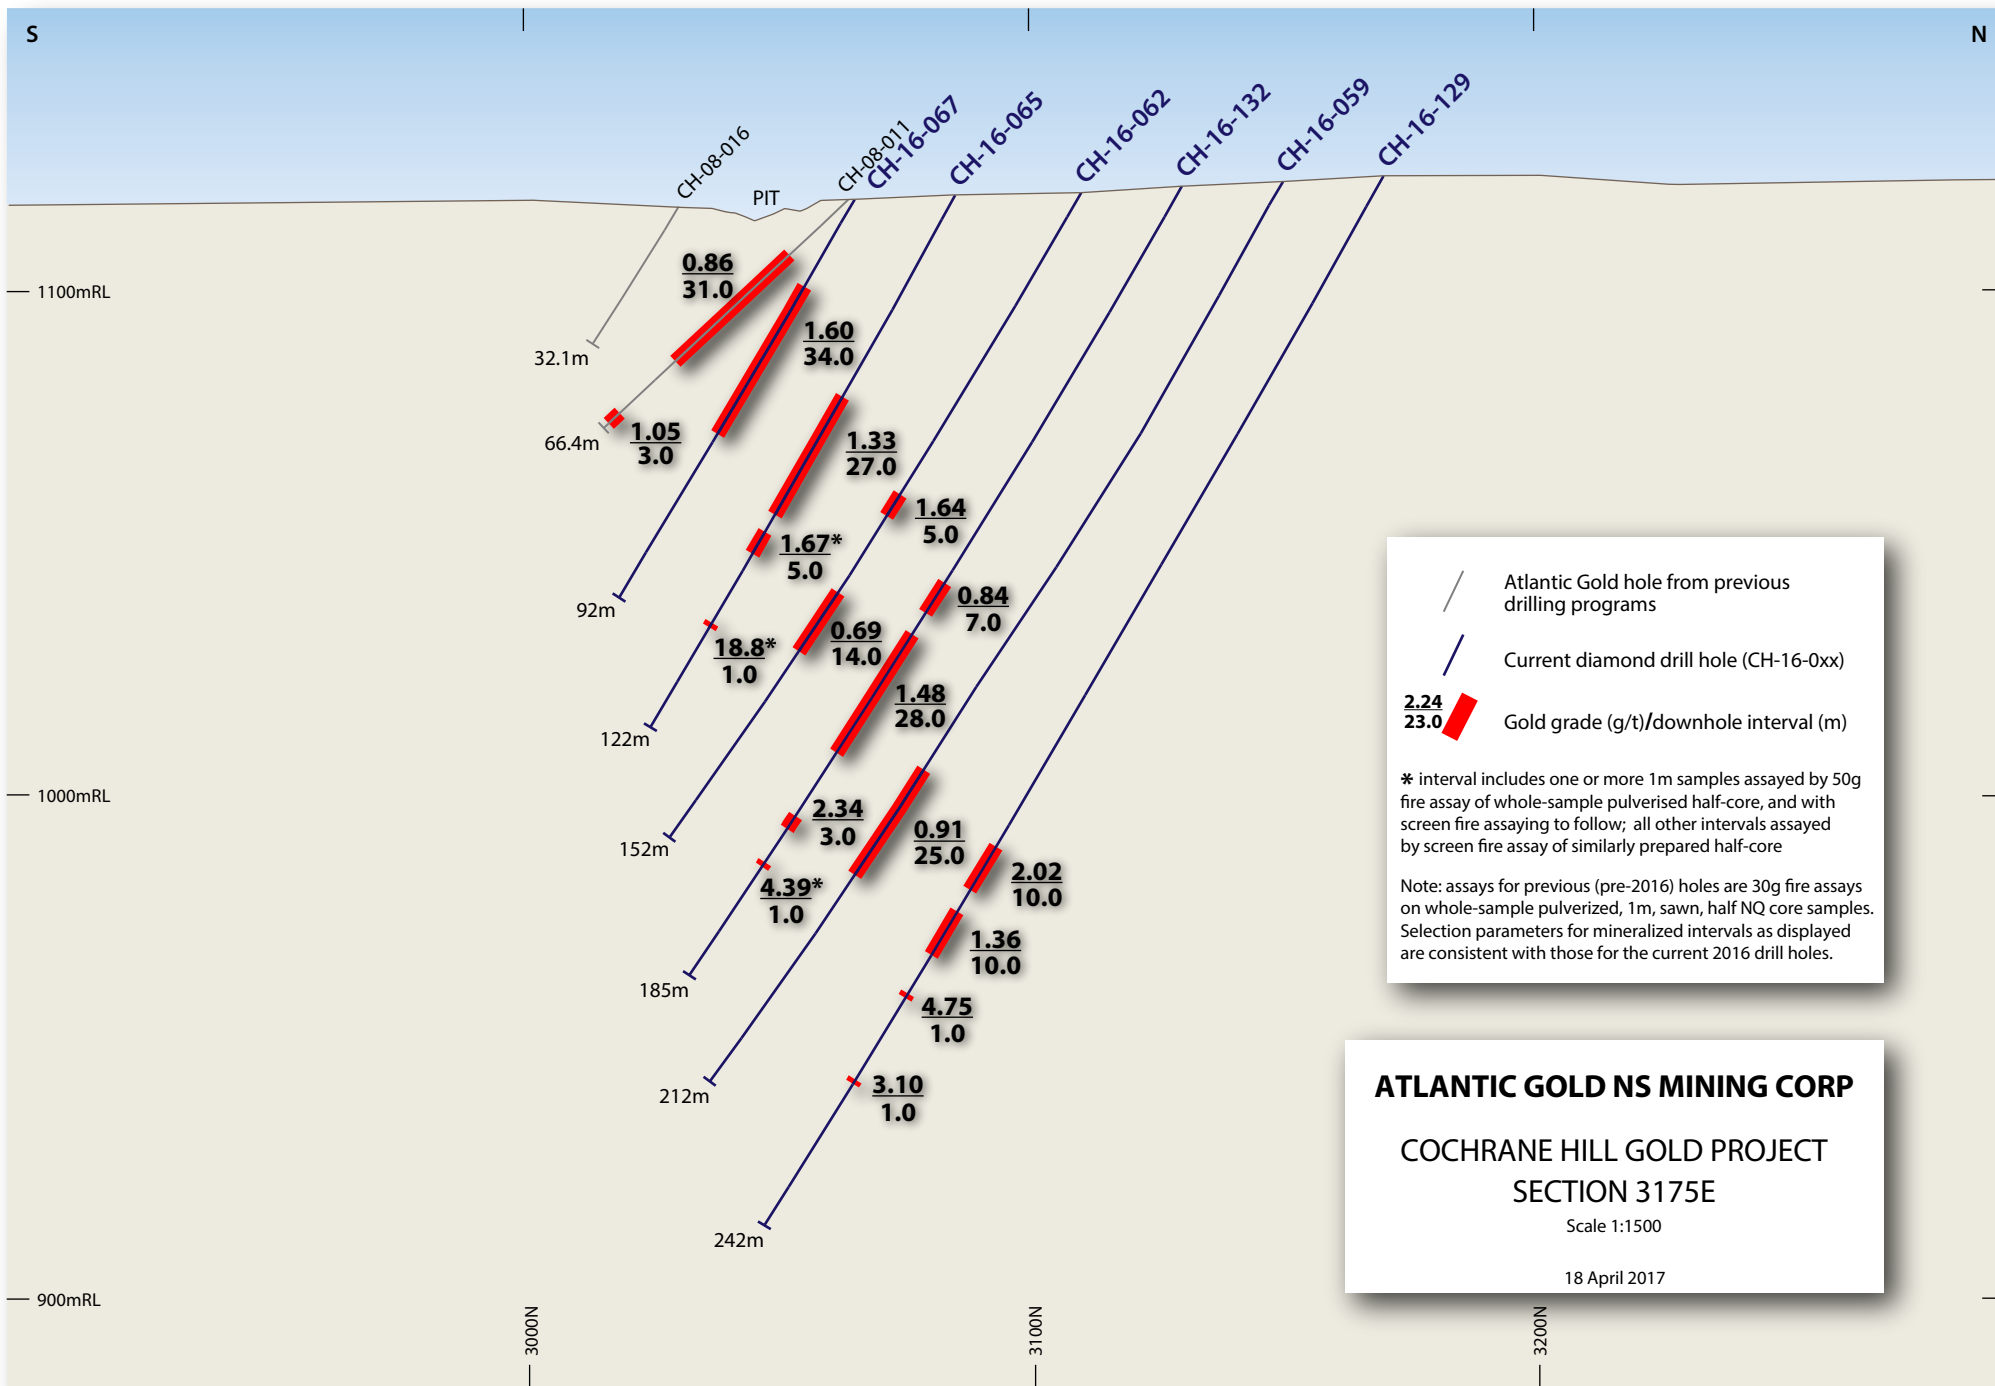 S
N
CH-08-016
PIT
CH-08-011
CH-16-067
CH-16-065
CH-16-062
CH-16-132
CH-16-059
CH-16-129
1100mRL
0.86
31.0
1.60
34.0
32.1m
66.4m
1.05
3.0
1.33
27.0
1.67*
5.0
1.64
5.0
92m
18.8*
1.0
0.69
14.0
0.84
7.0
122m
1.48
28.0
1000mRL
152m
2.34
3.0
0.91
25.0
4.39*
1.0
2.02
10.0
1.36
10.0
185m
4.75
1.0
212m
3.10
1.0
242m
900mRL
3000N
3100N
3200N
Atlantic Gold hole from previous
drilling programs
Current diamond drill hole (CH-16-0xx)
2.24
23.0
Gold grade (g/t)/downhole interval (m)
* interval includes one or more 1m samples assayed by 50g
fire assay of whole-sample pulverised half-core, and with
screen fire assaying to follow; all other intervals assayed
by screen fire assay of similarly prepared half-core
Note: assays for previous (pre-2016) holes are 30g fire assays
on whole-sample pulverized, 1m, sawn, half NQ core samples.
Selection parameters for mineralized intervals as displayed
are consistent with those for the current 2016 drill holes.
ATLANTIC GOLD NS MINING CORP
COCHRANE HILL GOLD PROJECT
SECTION 3175E
Scale 1:1500
18 April 2017